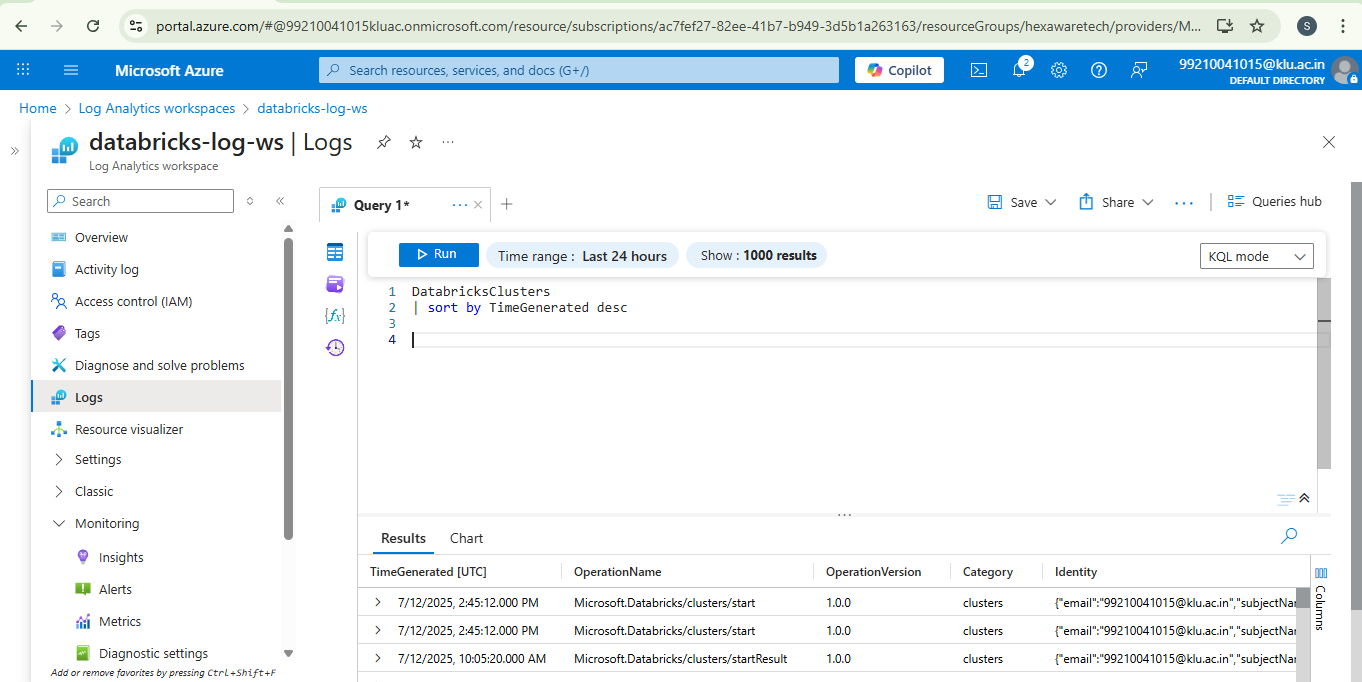 portal.azure.com/#@99210041015kluac.onmicrosoft.com/resource/subscriptions/ac7fef27-82ee-41b7-b949-3d5b1a263163/resourceGroups/hexawaretech/providers/M...
S
Microsoft Azure
Search resources, services, and docs (G+/)
Copilot
2
99210041015@klu.ac.in
DEFAULT DIRECTORY
Home > Log Analytics workspaces > databricks-log-ws
databricks-log-ws | Logs
Log Analytics workspace
Search
Overview
Activity log
Access control (IAM)
Tags
Diagnose and solve problems
Logs
Resource visualizer
Settings
Classic
Monitoring
Insights
Alerts
Metrics
Diagnostic settings
Add or remove favorites by pressing Ctrl+Shift+F
Query 1*
Save
Share
Queries hub
Run
Time range : Last 24 hours
Show : 1000 results
KQL mode
1 DatabricksClusters
2 | sort by TimeGenerated desc
3
4
Results Chart
TimeGenerated [UTC] OperationName OperationVersion Category Identity
7/12/2025, 2:45:12.000 PM Microsoft.Databricks/clusters/start 1.0.0 clusters {"email":"99210041015@klu.ac.in","subjectNa
7/12/2025, 2:45:12.000 PM Microsoft.Databricks/clusters/start 1.0.0 clusters {"email":"99210041015@klu.ac.in","subjectNa
7/12/2025, 10:05:20.000 AM Microsoft.Databricks/clusters/startResult 1.0.0 clusters {"email":"99210041015@klu.ac.in","subjectNa
Columns